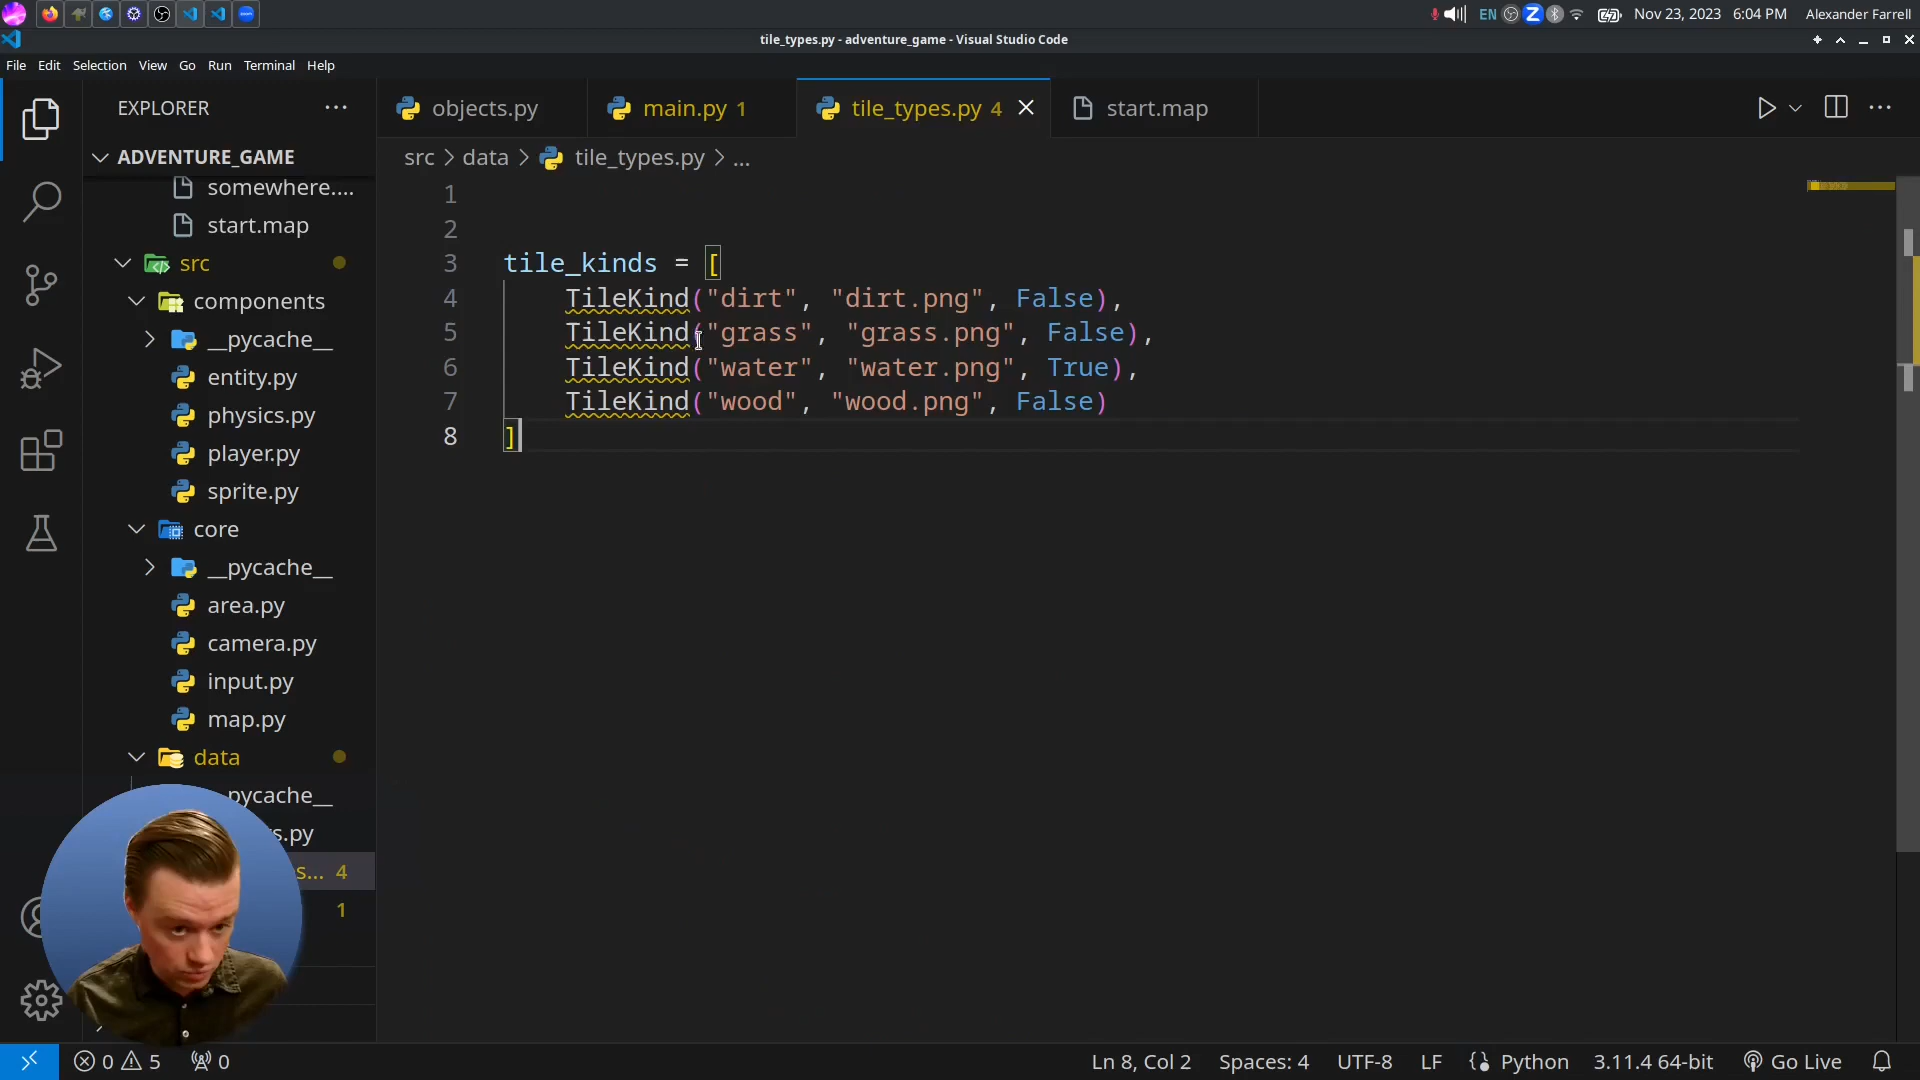 EN Nov 23, 2023 6:04 PM Alexander Farrell
tile_types.py - adventure_game - Visual Studio Code
File Edit Selection View Go Run Terminal Help
EXPLORER ...
objects.py
main.py 1
tile_types.py 4
start.map
ADVENTURE_GAME
src > data > tile_types.py > ...
somewhere....
start.map
src
components
__pycache__
entity.py
physics.py
player.py
sprite.py
core
__pycache__
area.py
camera.py
input.py
map.py
data
pycache__
s.py
s... 4
1
1
2
3 tile_kinds = [
4 TileKind("dirt", "dirt.png", False),
5 TileKind("grass", "grass.png", False),
6 TileKind("water", "water.png", True),
7 TileKind("wood", "wood.png", False)
8 ]
0 5 0 Ln 8, Col 2 Spaces: 4 UTF-8 LF Python 3.11.4 64-bit Go Live